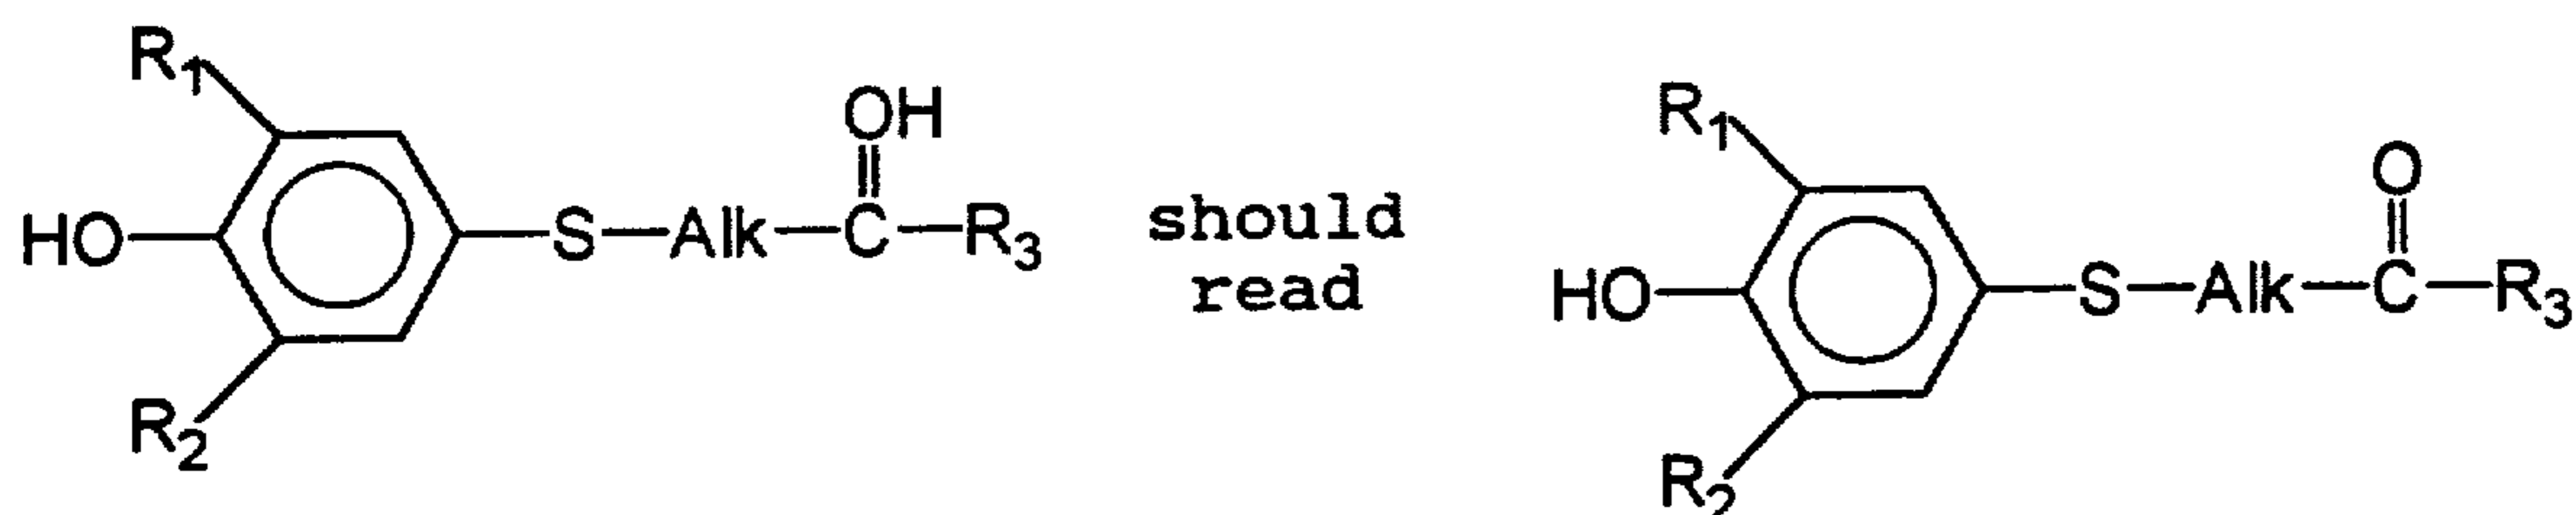 R₁
OH
HO S Alk C R₃
R₂
should
read
R₁
O
HO S Alk C R₃
R₂